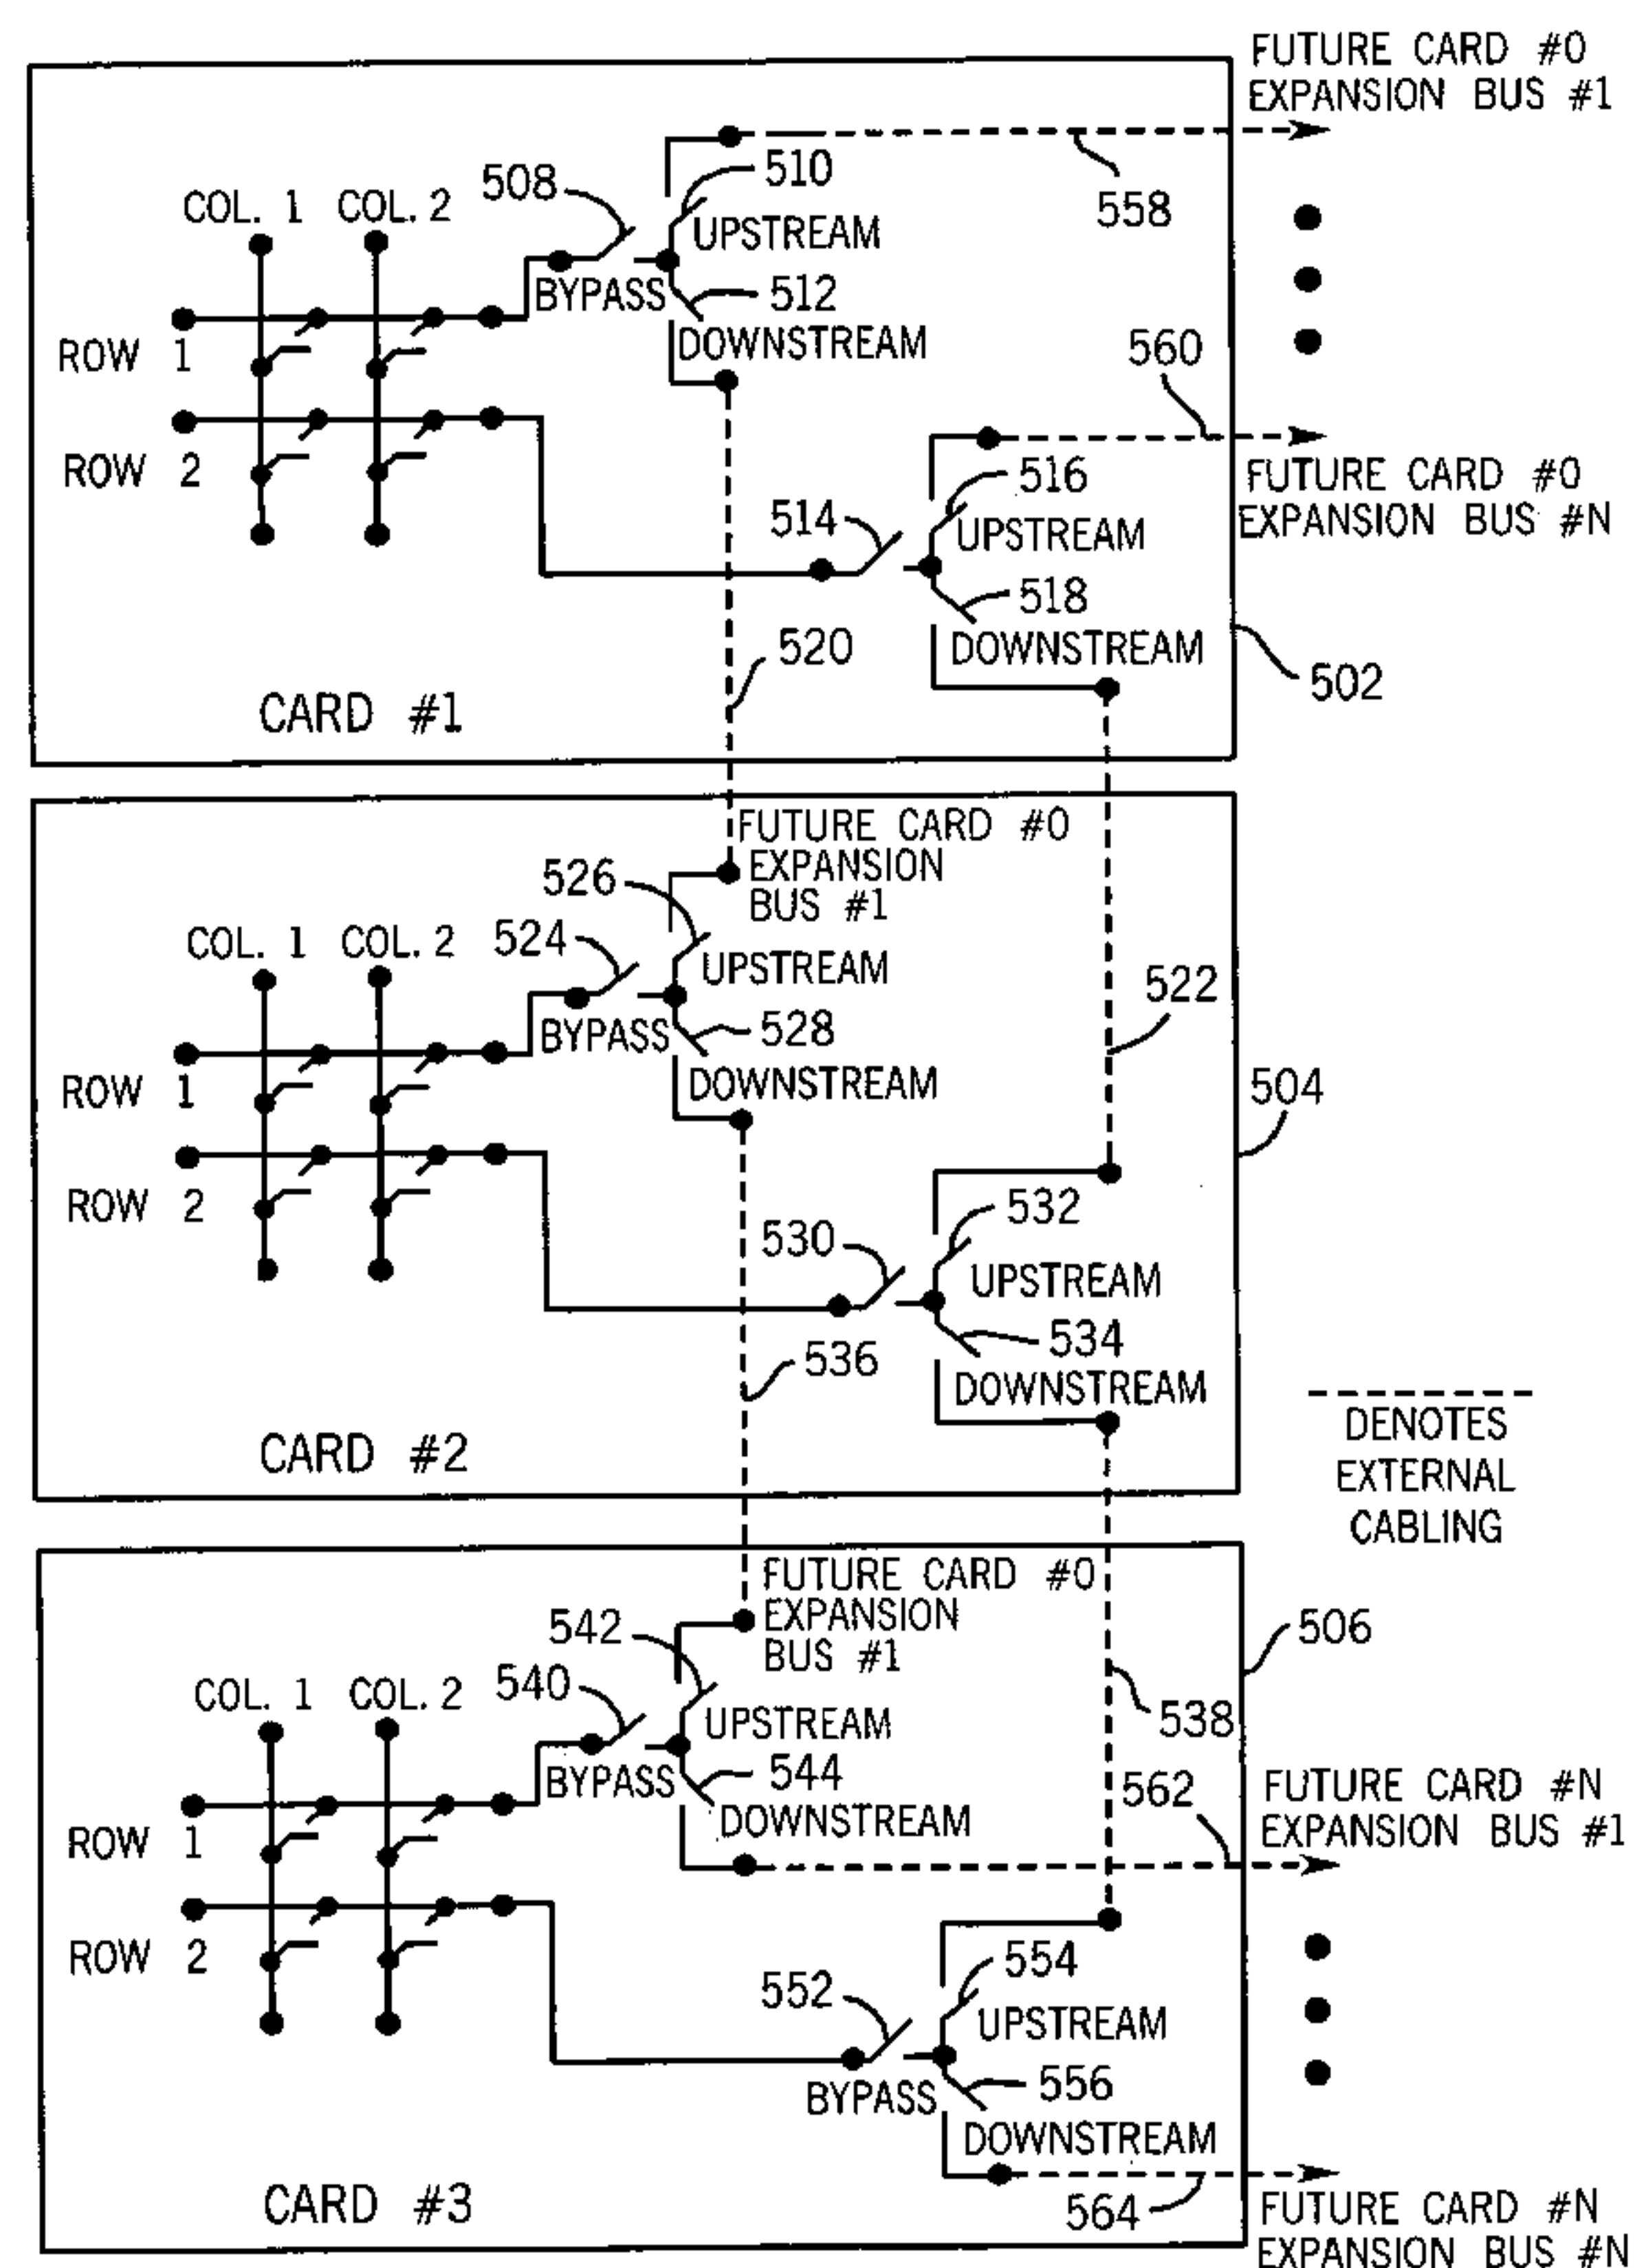 FUTURE CARD #0
EXPANSION BUS #1
508
510
COL. 1
COL. 2
UPSTREAM
558
BYPASS
512
DOWNSTREAM
ROW 1
560
ROW 2
516
FUTURE CARD #0
EXPANSION BUS #N
514
UPSTREAM
518
DOWNSTREAM
520
502
CARD #1
FUTURE CARD #0
EXPANSION
BUS #1
526
COL. 1
COL. 2
524
UPSTREAM
522
BYPASS
528
DOWNSTREAM
ROW 1
504
ROW 2
532
530
UPSTREAM
534
536
DOWNSTREAM
DENOTES
EXTERNAL
CABLING
CARD #2
FUTURE CARD #0
EXPANSION
BUS #1
542
506
COL. 1
COL. 2
540
UPSTREAM
538
BYPASS
544
562
FUTURE CARD #N
EXPANSION BUS #1
DOWNSTREAM
ROW 1
ROW 2
554
552
UPSTREAM
BYPASS
556
DOWNSTREAM
CARD #3
564
FUTURE CARD #N
EXPANSION BUS #N